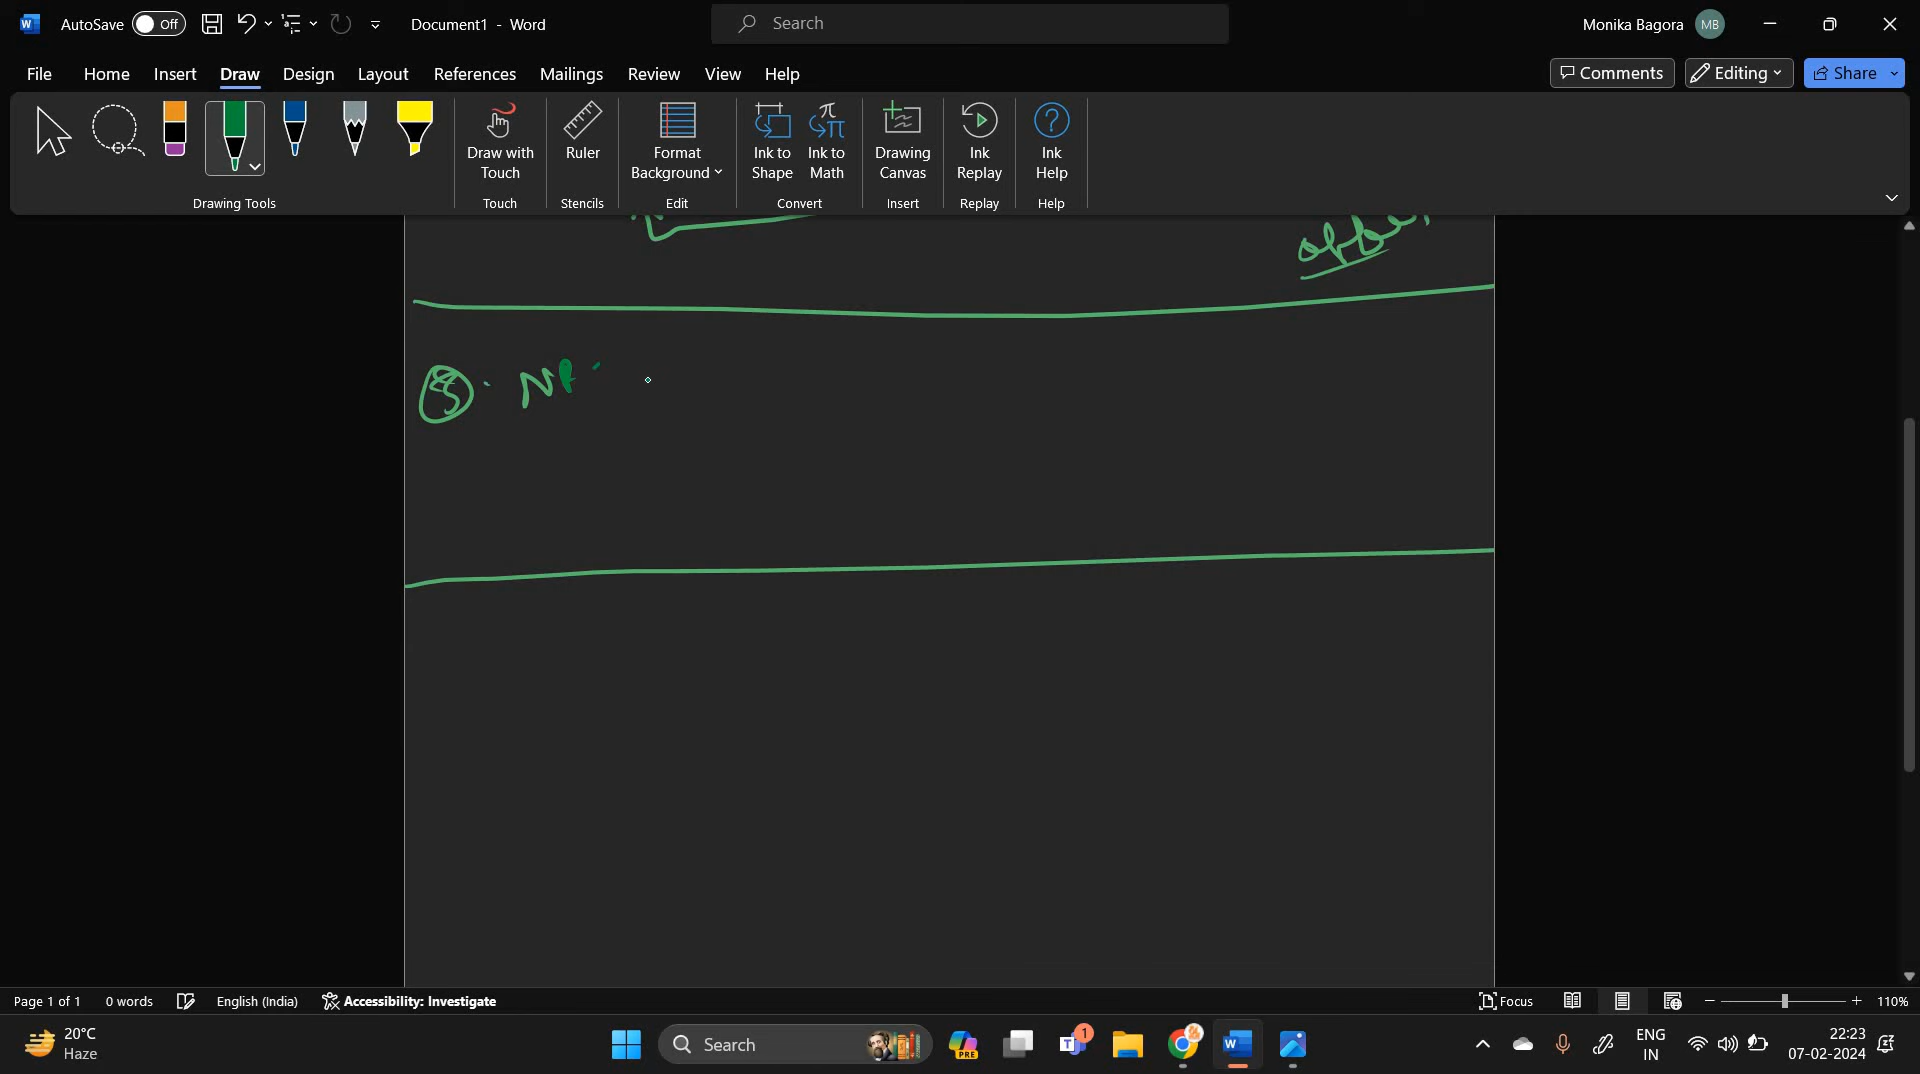 AutoSave Off Document1 - Word Search Monika Bagora MB
File Home Insert Draw Design Layout References Mailings Review View Help Comments Editing Share
Draw with Touch
Ruler
Format Background
Ink to Shape
Ink to Math
Drawing Canvas
Ink Replay
Ink Help
Drawing Tools Touch Stencils Edit Convert Insert Replay Help
5
Page 1 of 1 0 words English (India) Accessibility: Investigate Focus 110%
20°C
Haze
Search
PRE
1
ENG
IN
22:23
07-02-2024